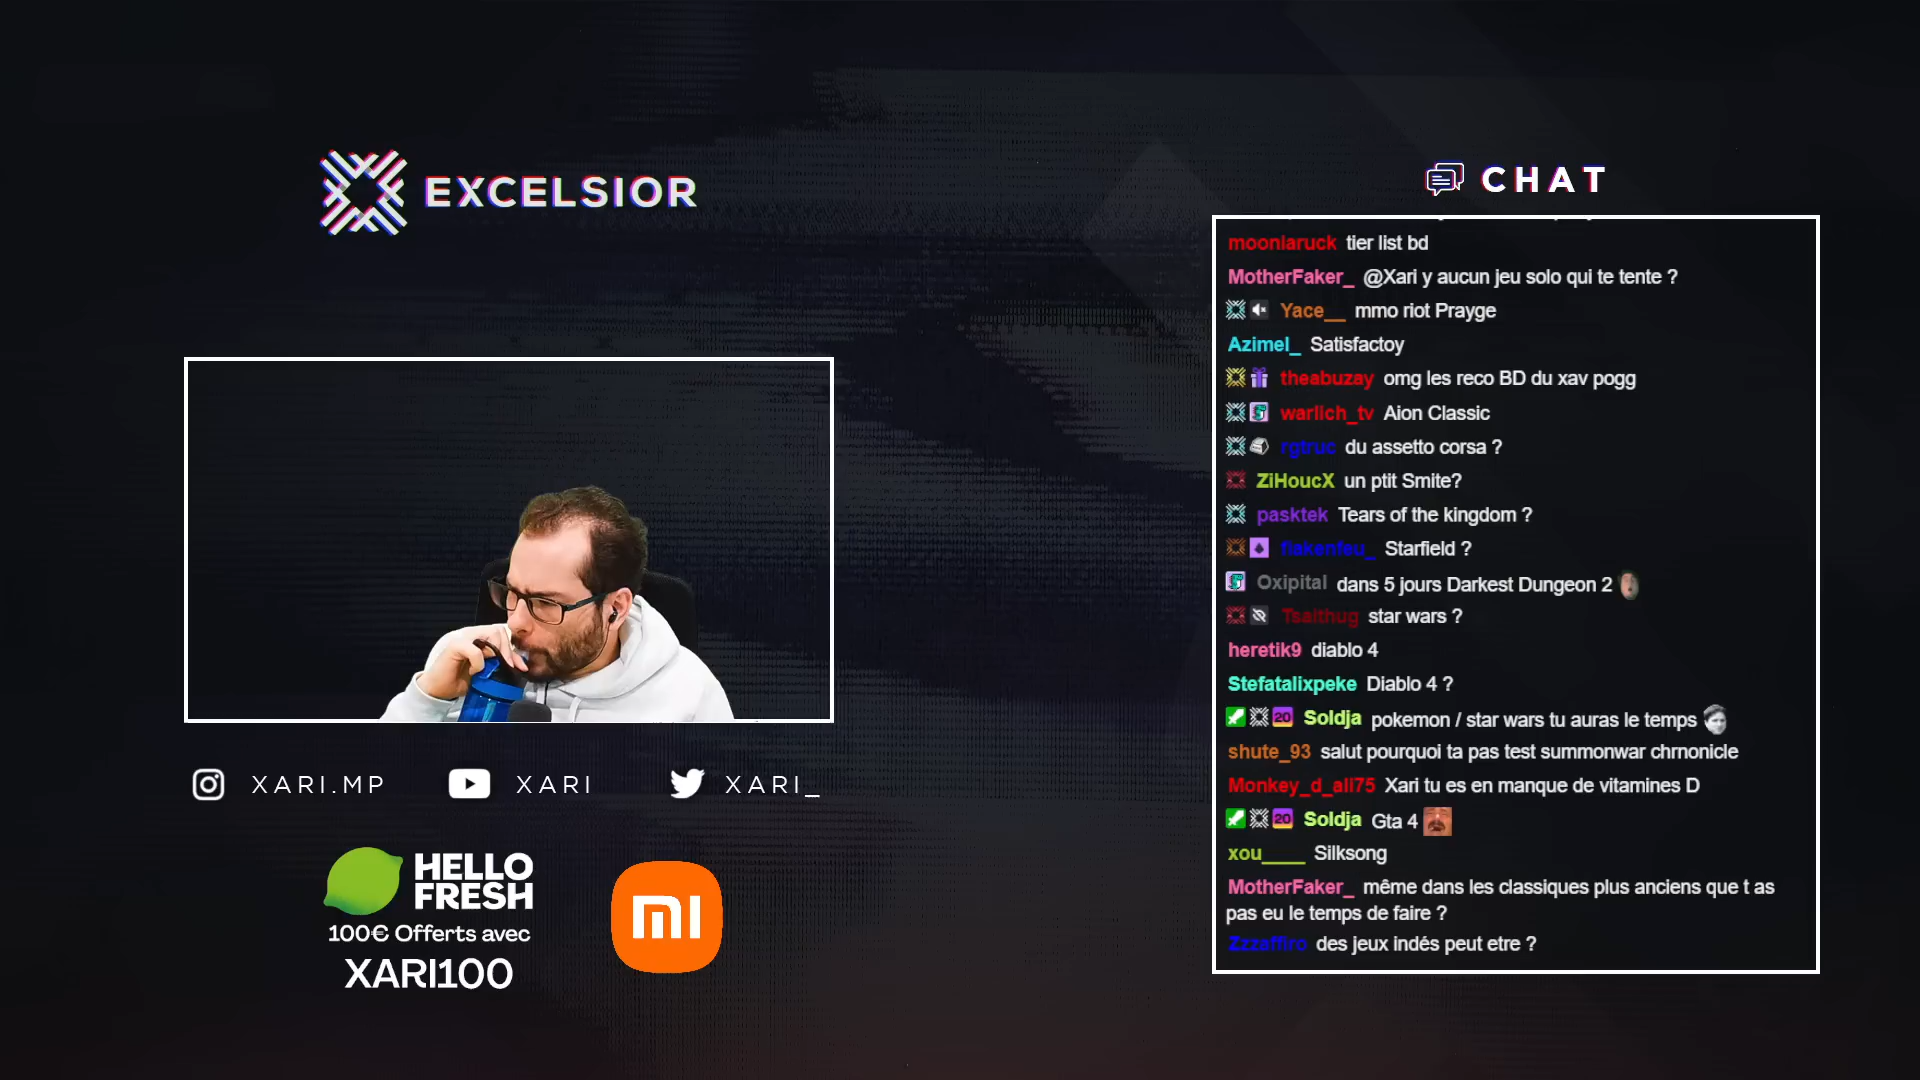 EXCELSIOR
CHAT
moonlaruck tier list bd
MotherFaker_ @Xari y aucun jeu solo qui te tente ?
Yace__ mmo riot Prayge
Azimel_ Satisfactoy
theabuzay omg les reco BD du xav pogg
warlich_tv Aion Classic
rgtruc du assetto corsa ?
ZiHoucX un ptit Smite?
pasktek Tears of the kingdom ?
flakenfeu_ Starfield ?
Oxipital dans 5 jours Darkest Dungeon 2
Tsaithug star wars ?
heretik9 diablo 4
Stefatalixpeke Diablo 4 ?
20 Soldja pokemon / star wars tu auras le temps
shute_93 salut pourquoi ta pas test summonwar chrnonicle
Monkey_d_ali75 Xari tu es en manque de vitamines D
20 Soldja Gta 4
xou____ Silksong
MotherFaker_ même dans les classiques plus anciens que t as
pas eu le temps de faire ?
Zzzaffiro des jeux indés peut etre ?
XARI.MP
XARI
XARI_
HELLO
FRESH
100€ Offerts avec
XARI100
MI